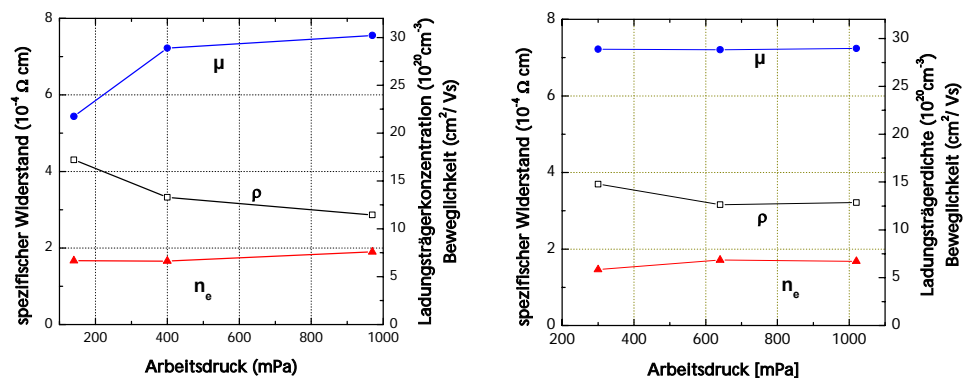 spezifischer Widerstand (10⁻⁴ Ω cm)
8
6
4
2
0
µ
ρ
nₑ
30
25
20
15
10
5
0
Ladungsträgerkonzentration (10²⁰cm⁻³)
Beweglichkeit (cm²/ Vs)
200 400 600 800 1000
Arbeitsdruck (mPa)
spezifischer Widerstand (10⁻⁴ Ω cm)
8
6
4
2
0
µ
ρ
nₑ
30
25
20
15
10
5
0
Ladungsträgerdichte (10²⁰cm⁻³)
Beweglichkeit (cm²/ Vs)
200 400 600 800 1000
Arbeitsdruck [mPa]